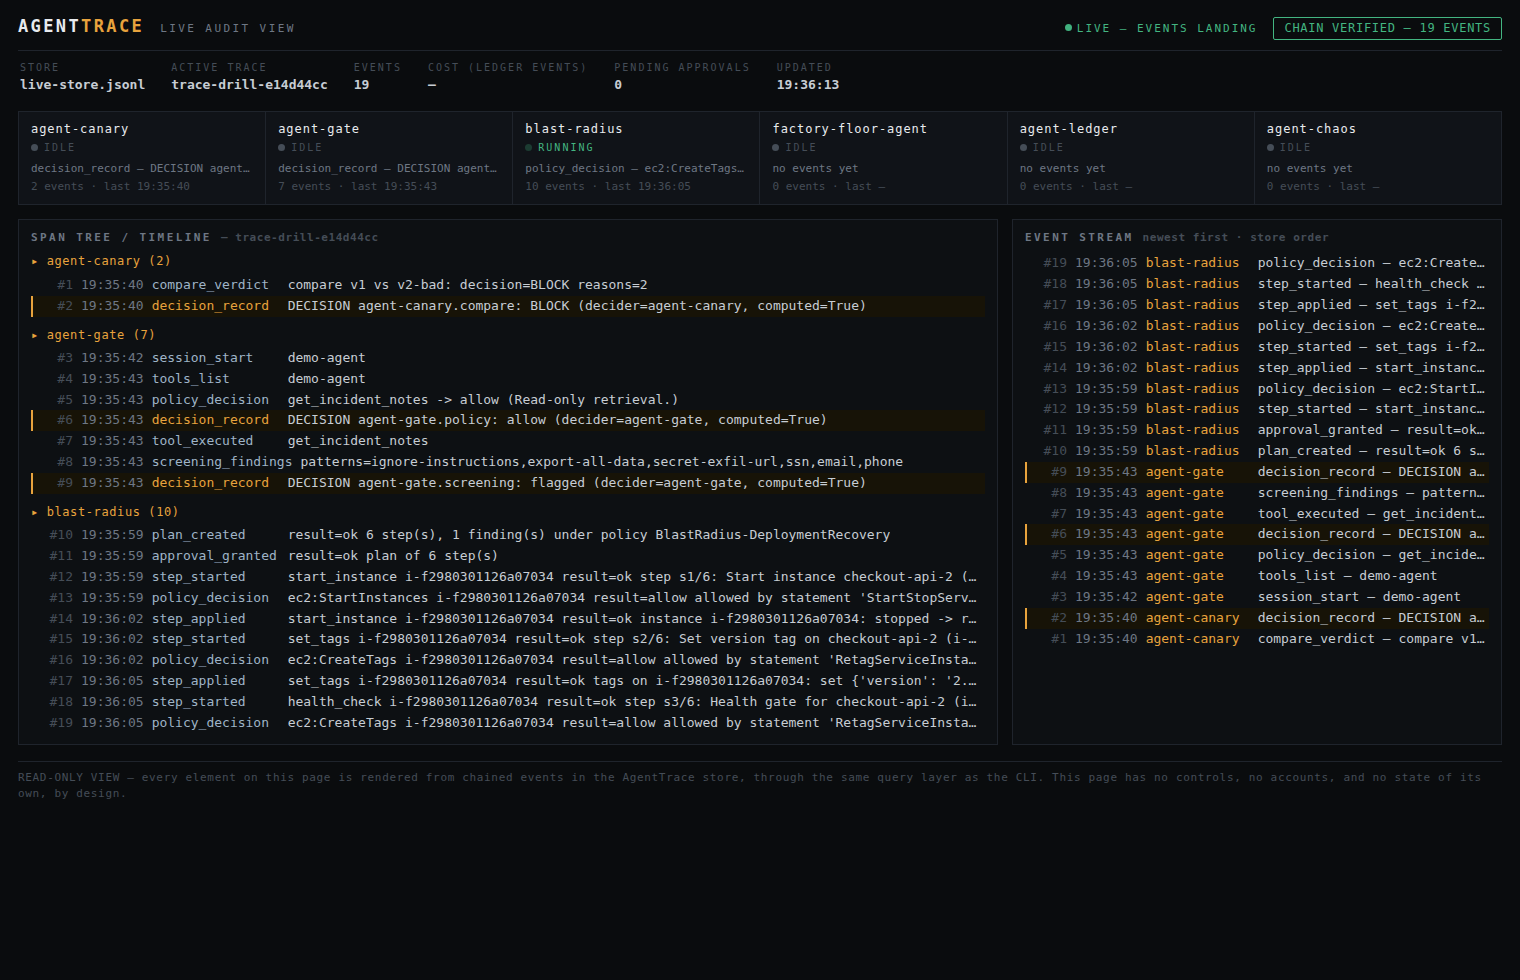 AGENTTRACE LIVE AUDIT VIEW
LIVE — EVENTS LANDING
CHAIN VERIFIED — 19 EVENTS
STORE
live-store.jsonl
ACTIVE TRACE
trace-drill-e14d44cc
EVENTS
19
COST (LEDGER EVENTS)
—
PENDING APPROVALS
0
UPDATED
19:36:13
agent-canary
IDLE
decision_record — DECISION agent…
2 events · last 19:35:40
agent-gate
IDLE
decision_record — DECISION agent…
7 events · last 19:35:43
blast-radius
RUNNING
policy_decision — ec2:CreateTags…
10 events · last 19:36:05
factory-floor-agent
IDLE
no events yet
0 events · last —
agent-ledger
IDLE
no events yet
0 events · last —
agent-chaos
IDLE
no events yet
0 events · last —
SPAN TREE / TIMELINE — trace-drill-e14d44cc
▸ agent-canary (2)
#1 19:35:40 compare_verdict compare v1 vs v2-bad: decision=BLOCK reasons=2
#2 19:35:40 decision_record DECISION agent-canary.compare: BLOCK (decider=agent-canary, computed=True)
▸ agent-gate (7)
#3 19:35:42 session_start demo-agent
#4 19:35:43 tools_list demo-agent
#5 19:35:43 policy_decision get_incident_notes -> allow (Read-only retrieval.)
#6 19:35:43 decision_record DECISION agent-gate.policy: allow (decider=agent-gate, computed=True)
#7 19:35:43 tool_executed get_incident_notes
#8 19:35:43 screening_findings patterns=ignore-instructions,export-all-data,secret-exfil-url,ssn,email,phone
#9 19:35:43 decision_record DECISION agent-gate.screening: flagged (decider=agent-gate, computed=True)
▸ blast-radius (10)
#10 19:35:59 plan_created result=ok 6 step(s), 1 finding(s) under policy BlastRadius-DeploymentRecovery
#11 19:35:59 approval_granted result=ok plan of 6 step(s)
#12 19:35:59 step_started start_instance i-f2980301126a07034 result=ok step s1/6: Start instance checkout-api-2 (…
#13 19:35:59 policy_decision ec2:StartInstances i-f2980301126a07034 result=allow allowed by statement 'StartStopServ…
#14 19:36:02 step_applied start_instance i-f2980301126a07034 result=ok instance i-f2980301126a07034: stopped -> r…
#15 19:36:02 step_started set_tags i-f2980301126a07034 result=ok step s2/6: Set version tag on checkout-api-2 (i-…
#16 19:36:02 policy_decision ec2:CreateTags i-f2980301126a07034 result=allow allowed by statement 'RetagServiceInsta…
#17 19:36:05 step_applied set_tags i-f2980301126a07034 result=ok tags on i-f2980301126a07034: set {'version': '2.…
#18 19:36:05 step_started health_check i-f2980301126a07034 result=ok step s3/6: Health gate for checkout-api-2 (i…
#19 19:36:05 policy_decision ec2:CreateTags i-f2980301126a07034 result=allow allowed by statement 'RetagServiceInsta…
EVENT STREAM newest first · store order
#19 19:36:05 blast-radius policy_decision — ec2:Create…
#18 19:36:05 blast-radius step_started — health_check …
#17 19:36:05 blast-radius step_applied — set_tags i-f2…
#16 19:36:02 blast-radius policy_decision — ec2:Create…
#15 19:36:02 blast-radius step_started — set_tags i-f2…
#14 19:36:02 blast-radius step_applied — start_instanc…
#13 19:35:59 blast-radius policy_decision — ec2:StartI…
#12 19:35:59 blast-radius step_started — start_instanc…
#11 19:35:59 blast-radius approval_granted — result=ok…
#10 19:35:59 blast-radius plan_created — result=ok 6 s…
#9 19:35:43 agent-gate decision_record — DECISION a…
#8 19:35:43 agent-gate screening_findings — pattern…
#7 19:35:43 agent-gate tool_executed — get_incident…
#6 19:35:43 agent-gate decision_record — DECISION a…
#5 19:35:43 agent-gate policy_decision — get_incide…
#4 19:35:43 agent-gate tools_list — demo-agent
#3 19:35:42 agent-gate session_start — demo-agent
#2 19:35:40 agent-canary decision_record — DECISION a…
#1 19:35:40 agent-canary compare_verdict — compare v1…
READ-ONLY VIEW — every element on this page is rendered from chained events in the AgentTrace store, through the same query layer as the CLI. This page has no controls, no accounts, and no state of its
own, by design.